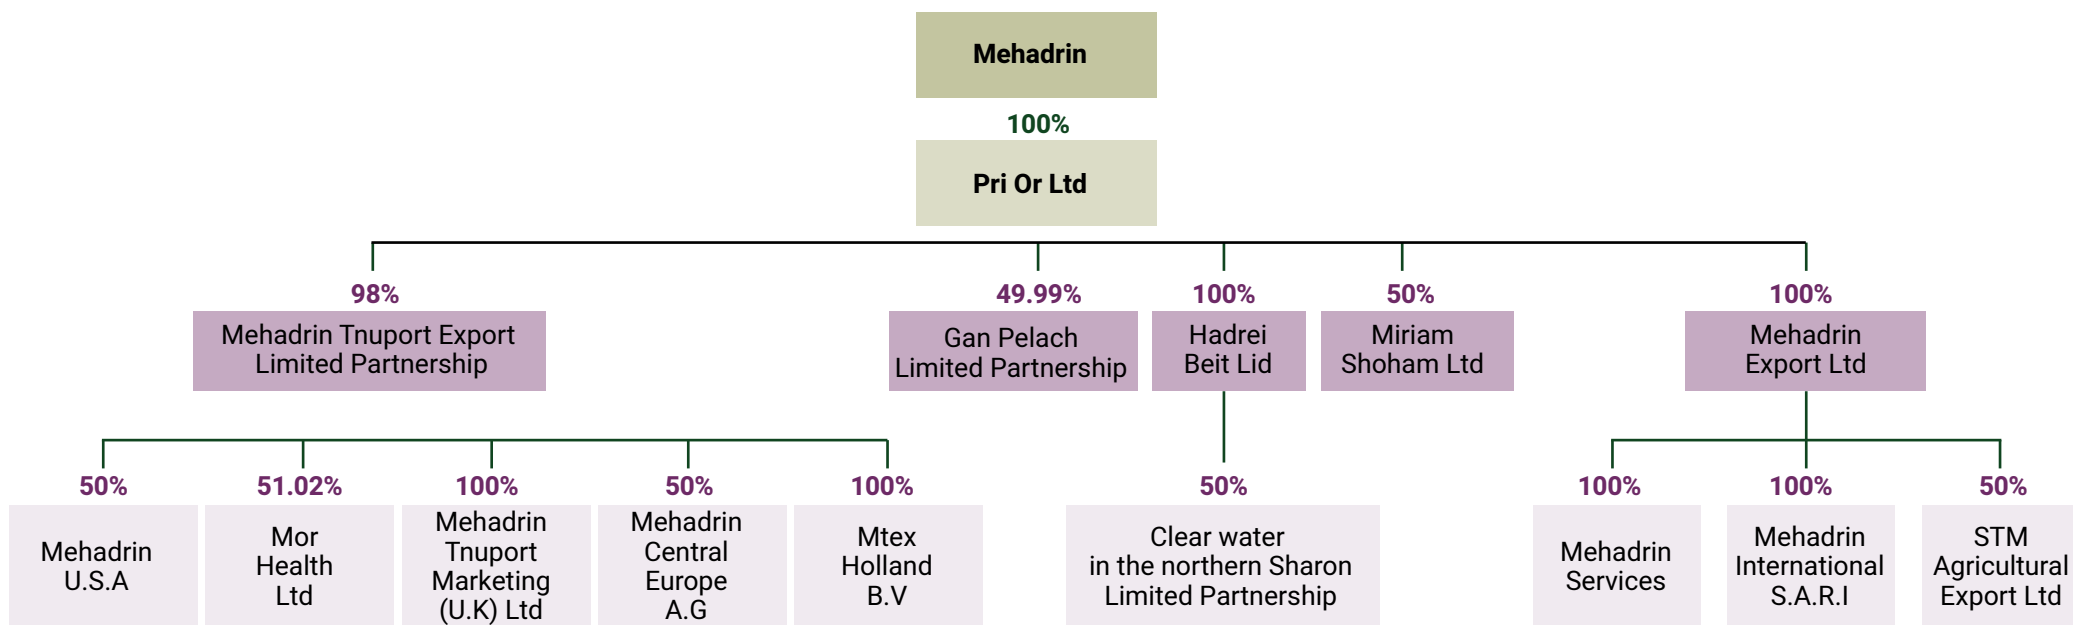 Mehadrin
100%
Pri Or Ltd
98%
49.99%
100%
50%
100%
Mehadrin Tnuport Export
Limited Partnership
Gan Pelach
Limited Partnership
Hadrei
Beit Lid
Miriam
Shoham Ltd
Mehadrin
Export Ltd
50%
51.02%
100%
50%
100%
50%
100%
100%
50%
Mehadrin
U.S.A
Mor
Health
Ltd
Mehadrin
Tnuport
Marketing
(U.K) Ltd
Mehadrin
Central
Europe
A.G
Mtex
Holland
B.V
Clear water
in the northern Sharon
Limited Partnership
Mehadrin
Services
Mehadrin
International
S.A.R.I
STM
Agricultural
Export Ltd